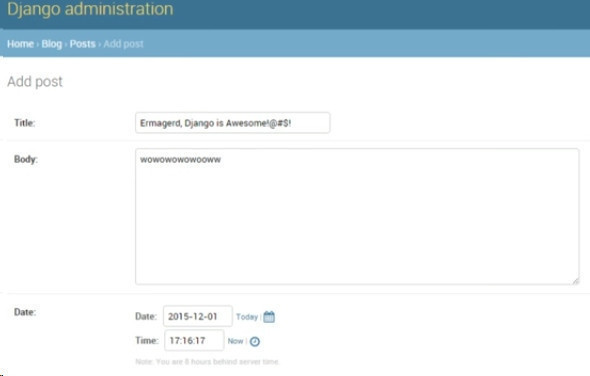 Django administration
Home › Blog › Posts › Add post
Add post
Title: Ermagerd, Django is Awesome!@#$!
Body: wowowowowooww
Date: Date: 2015-12-01 Today |
Time: 17:16:17 Now |
Note: You are 8 hours behind server time.